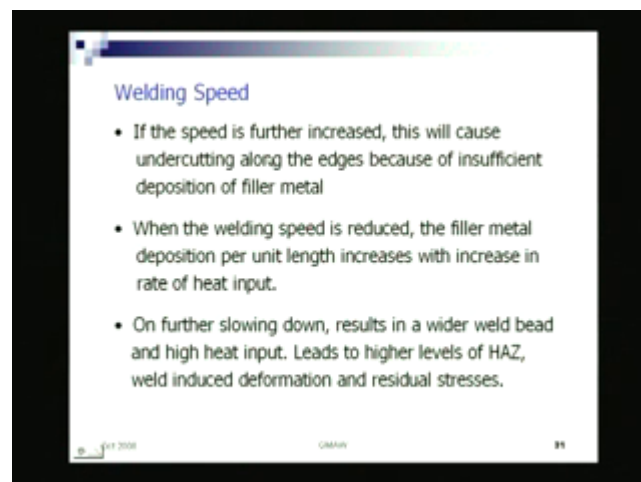 Welding Speed
• If the speed is further increased, this will cause
undercutting along the edges because of insufficient
deposition of filler metal
• When the welding speed is reduced, the filler metal
deposition per unit length increases with increase in
rate of heat input.
• On further slowing down, results in a wider weld bead
and high heat input. Leads to higher levels of HAZ,
weld induced deformation and residual stresses.
Oct GMAW 31